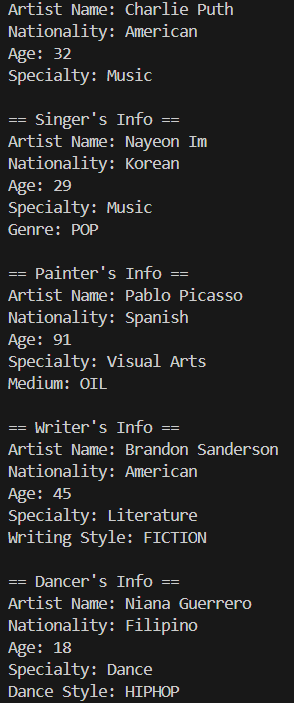 Artist Name: Charlie Puth
Nationality: American
Age: 32
Specialty: Music
== Singer's Info ==
Artist Name: Nayeon Im
Nationality: Korean
Age: 29
Specialty: Music
Genre: POP
== Painter's Info ==
Artist Name: Pablo Picasso
Nationality: Spanish
Age: 91
Specialty: Visual Arts
Medium: OIL
== Writer's Info ==
Artist Name: Brandon Sanderson
Nationality: American
Age: 45
Specialty: Literature
Writing Style: FICTION
== Dancer's Info ==
Artist Name: Niana Guerrero
Nationality: Filipino
Age: 18
Specialty: Dance
Dance Style: HIPHOP